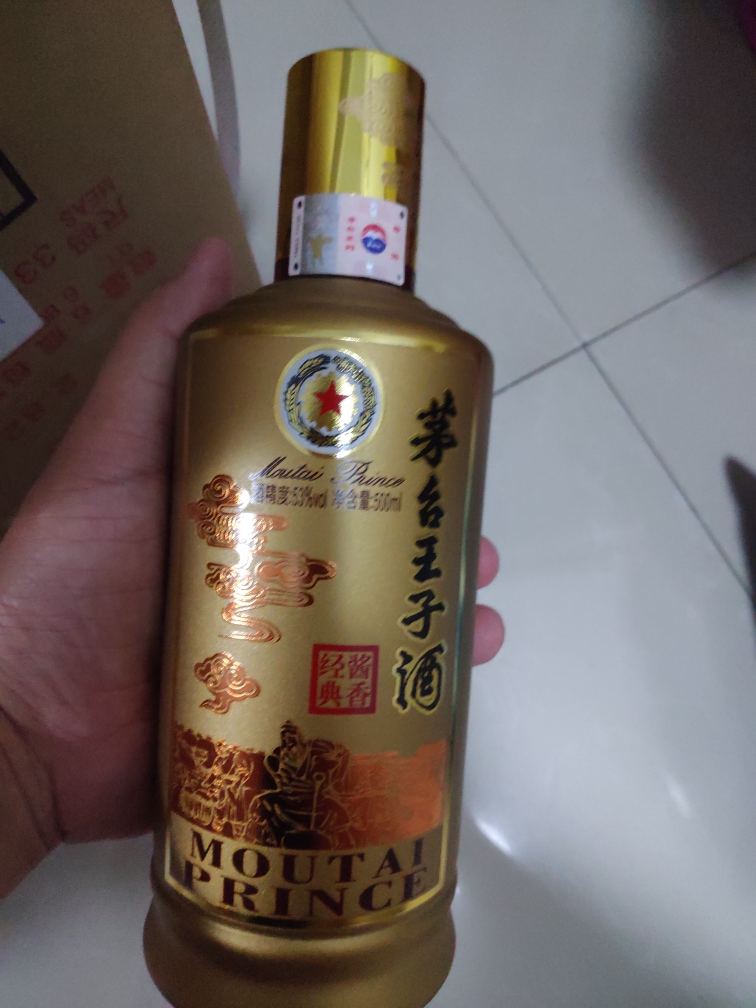 Moutai Prince
酒精度:53%vol 净含量:500ml
茅台王子酒
酱香
经典
MOUTAI
PRINCE